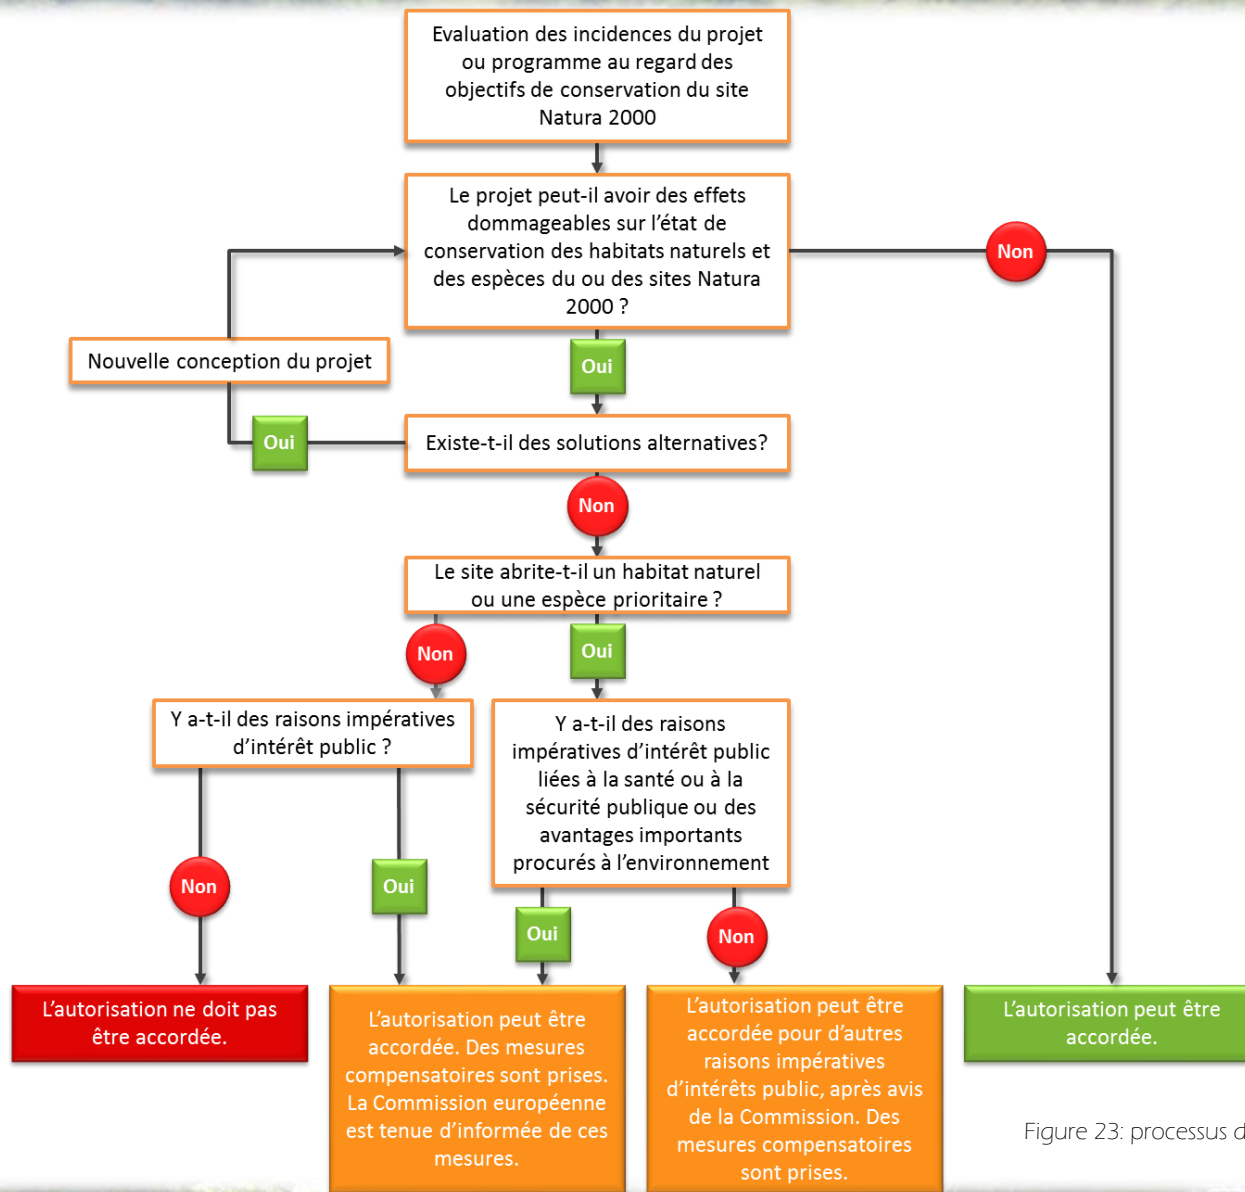 Evaluation des incidences du projet
ou programme au regard des
objectifs de conservation du site
Natura 2000
Le projet peut-il avoir des effets
dommageables sur l'état de
conservation des habitats naturels et
des espèces du ou des sites Natura
2000 ?
Non
Nouvelle conception du projet
Oui
Oui
Existe-t-il des solutions alternatives?
Non
Le site abrite-t-il un habitat naturel
ou une espèce prioritaire ?
Non
Oui
Y a-t-il des raisons impératives
d'intérêt public ?
Y a-t-il des raisons
impératives d'intérêt public
liées à la santé ou à la
sécurité publique ou des
avantages importants
procurés à l'environnement
Non
Oui
Oui
Non
L'autorisation ne doit pas
être accordée.
L'autorisation peut être
accordée. Des mesures
compensatoires sont prises.
La Commission européenne
est tenue d'informée de ces
mesures.
L'autorisation peut être
accordée pour d'autres
raisons impératives
d'intérêts public, après avis
de la Commission. Des
mesures compensatoires
sont prises.
L'autorisation peut être
accordée.
Figure 23: processus d